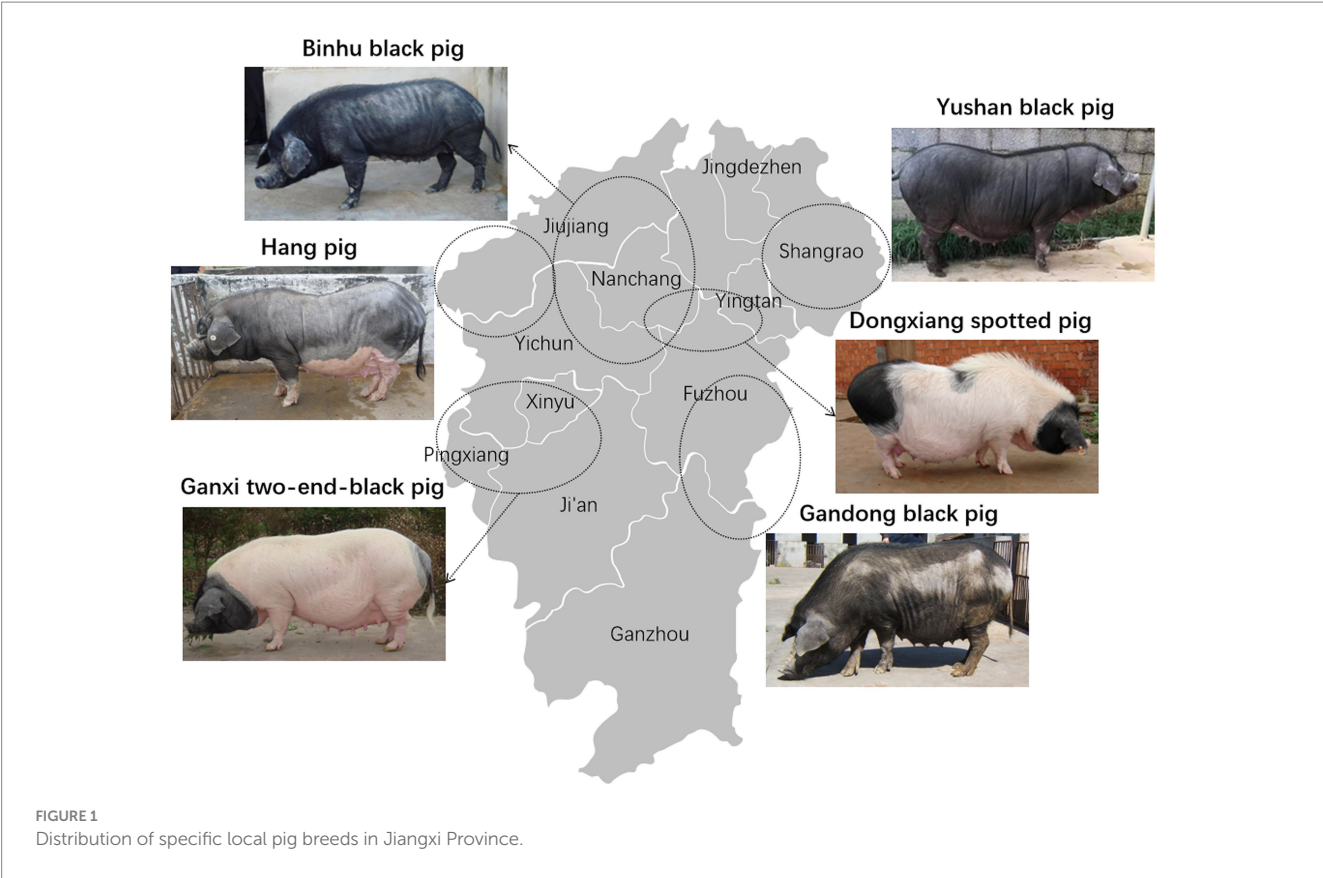 Binhu black pig
Yushan black pig
Jingdezhen
Jiujiang
Hang pig
Shangrao
Nanchang
Yingtan
Dongxiang spotted pig
Yichun
Fuzhou
Xinyu
Pingxiang
Ganxi two-end-black pig
Ji'an
Gandong black pig
Ganzhou
FIGURE 1
Distribution of specific local pig breeds in Jiangxi Province.